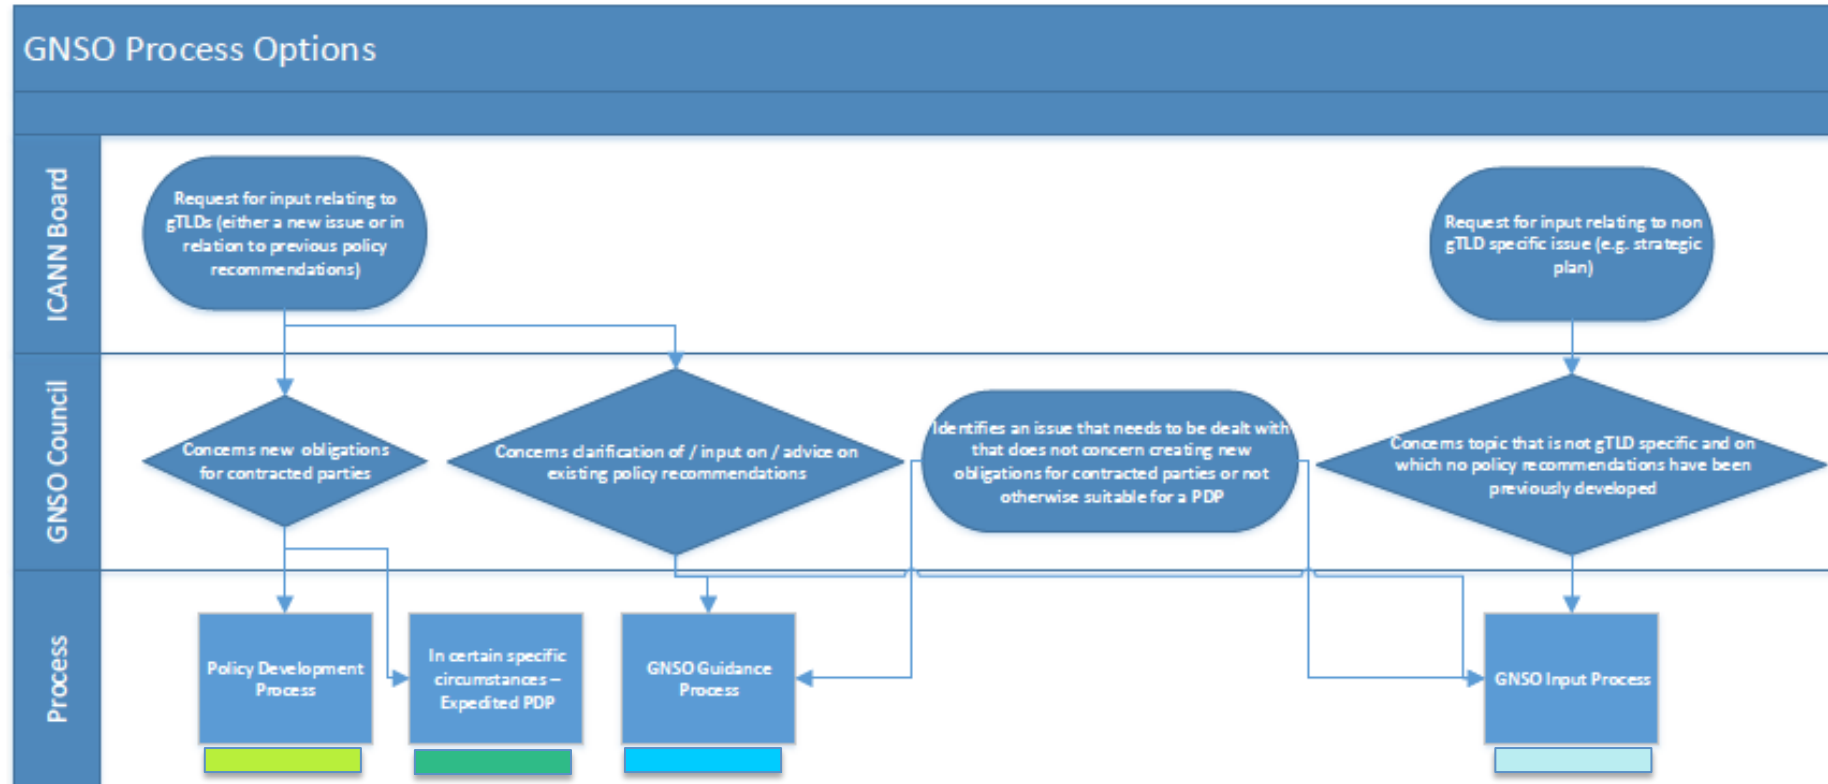 GNSO Process Options
ICANN Board
Request for input relating to
gTLDs (either a new issue or in
relation to previous policy
recommendations)
Request for input relating to non
gTLD specific issue (e.g. strategic
plan)
GNSO Council
Concerns new obligations
for contracted parties
Concerns clarification of / input on / advice on
existing policy recommendations
Identifies an issue that needs to be dealt with
that does not concern creating new
obligations for contracted parties or not
otherwise suitable for a PDP
Concerns topic that is not gTLD specific and on
which no policy recommendations have been
previously developed
Process
Policy Development
Process
In certain specific
circumstances –
Expedited PDP
GNSO Guidance
Process
GNSO Input Process